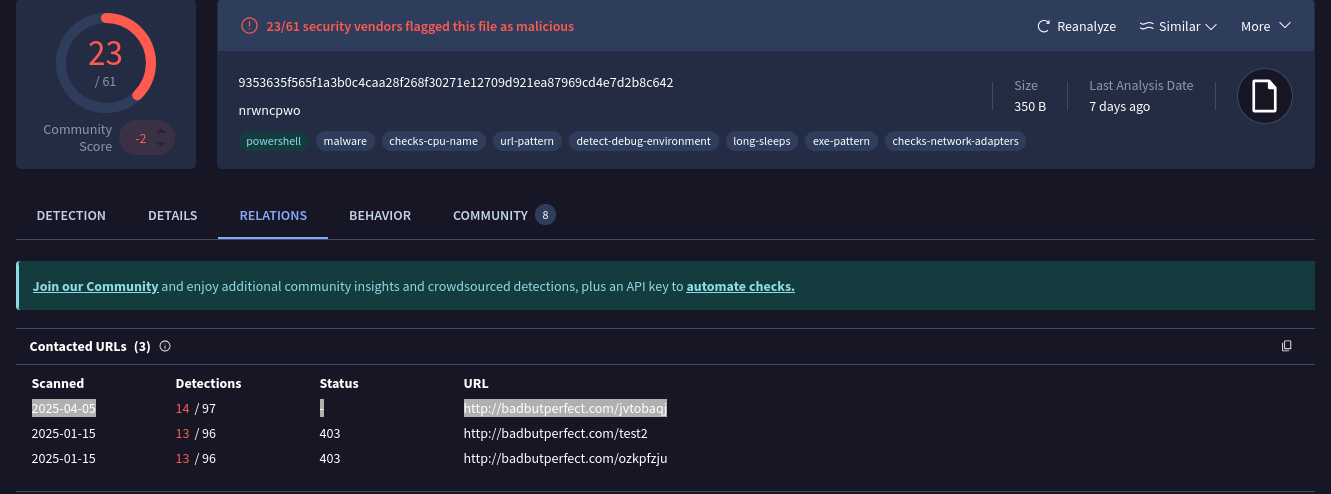 23
/ 61
Community Score
-2
23/61 security vendors flagged this file as malicious
Reanalyze
Similar
More
9353635f565f1a3b0c4caa28f268f30271e12709d921ea87969cd4e7d2b8c642
nrwncpwo
Size
350 B
Last Analysis Date
7 days ago
powershell malware checks-cpu-name url-pattern detect-debug-environment long-sleeps exe-pattern checks-network-adapters
DETECTION DETAILS RELATIONS BEHAVIOR COMMUNITY 8
Join our Community and enjoy additional community insights and crowdsourced detections, plus an API key to automate checks.
Contacted URLs (3)
Scanned Detections Status URL
2025-04-05 14 / 97 - http://badbutperfect.com/jvtobaqj
2025-01-15 13 / 96 403 http://badbutperfect.com/test2
2025-01-15 13 / 96 403 http://badbutperfect.com/ozkpfzju